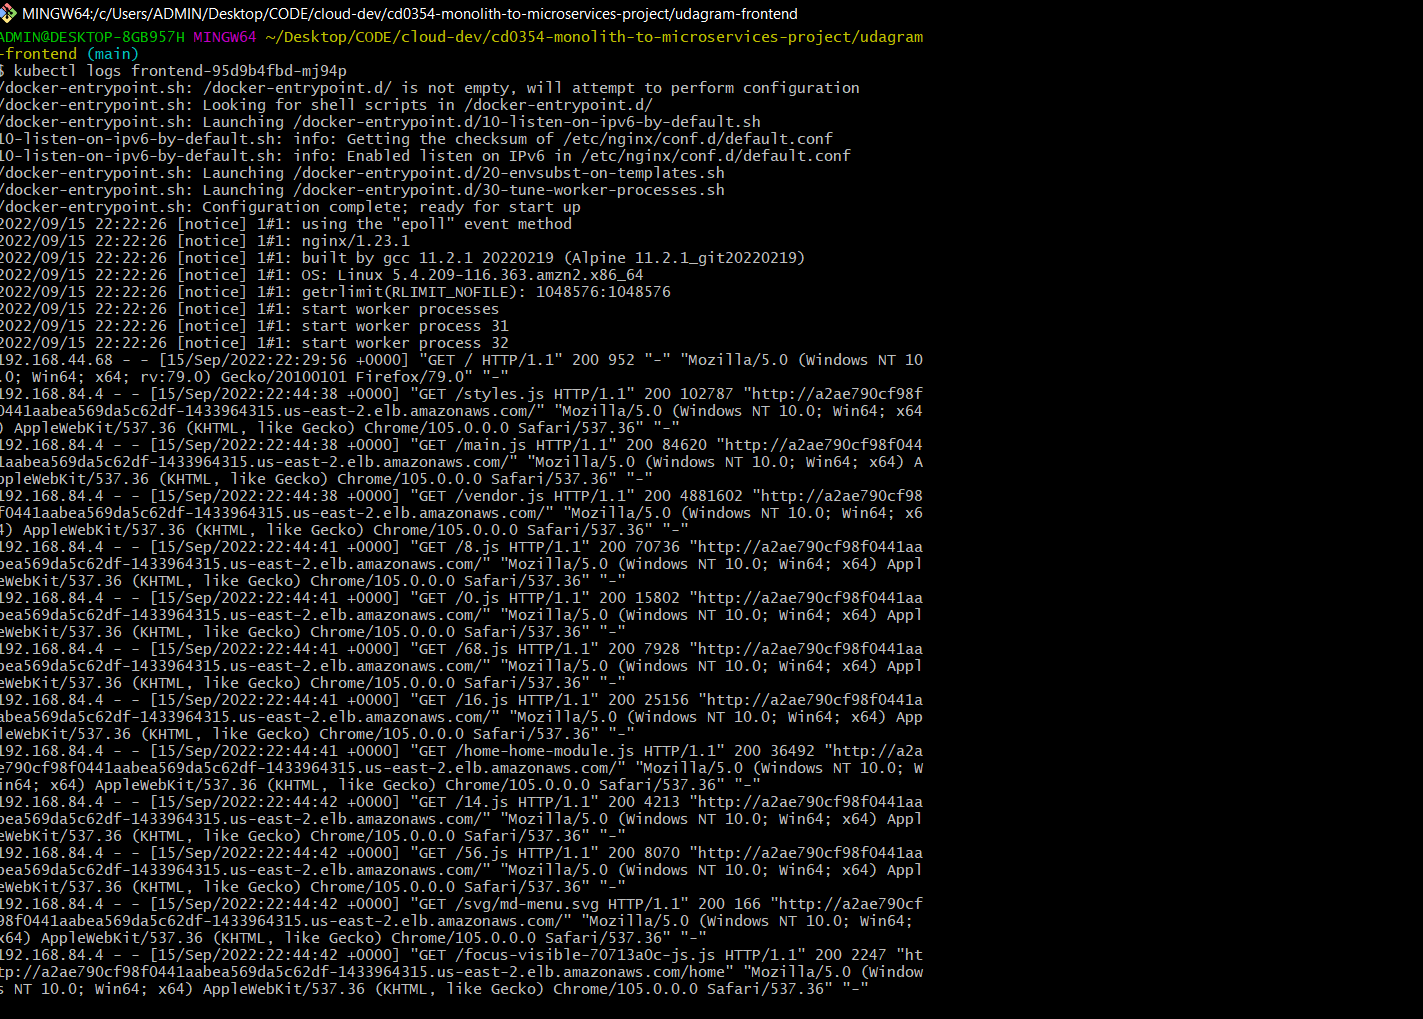 MINGW64:/c/Users/ADMIN/Desktop/CODE/cloud-dev/cd0354-monolith-to-microservices-project/udagram-frontend
ADMIN@DESKTOP-8GB957H MINGW64 ~/Desktop/CODE/cloud-dev/cd0354-monolith-to-microservices-project/udagram
-frontend (main)
$ kubectl logs frontend-95d9b4fbd-mj94p
/docker-entrypoint.sh: /docker-entrypoint.d/ is not empty, will attempt to perform configuration
/docker-entrypoint.sh: Looking for shell scripts in /docker-entrypoint.d/
/docker-entrypoint.sh: Launching /docker-entrypoint.d/10-listen-on-ipv6-by-default.sh
10-listen-on-ipv6-by-default.sh: info: Getting the checksum of /etc/nginx/conf.d/default.conf
10-listen-on-ipv6-by-default.sh: info: Enabled listen on IPv6 in /etc/nginx/conf.d/default.conf
/docker-entrypoint.sh: Launching /docker-entrypoint.d/20-envsubst-on-templates.sh
/docker-entrypoint.sh: Launching /docker-entrypoint.d/30-tune-worker-processes.sh
/docker-entrypoint.sh: Configuration complete; ready for start up
2022/09/15 22:22:26 [notice] 1#1: using the "epoll" event method
2022/09/15 22:22:26 [notice] 1#1: nginx/1.23.1
2022/09/15 22:22:26 [notice] 1#1: built by gcc 11.2.1 20220219 (Alpine 11.2.1_git20220219)
2022/09/15 22:22:26 [notice] 1#1: OS: Linux 5.4.209-116.363.amzn2.x86_64
2022/09/15 22:22:26 [notice] 1#1: getrlimit(RLIMIT_NOFILE): 1048576:1048576
2022/09/15 22:22:26 [notice] 1#1: start worker processes
2022/09/15 22:22:26 [notice] 1#1: start worker process 31
2022/09/15 22:22:26 [notice] 1#1: start worker process 32
192.168.44.68 - - [15/Sep/2022:22:29:56 +0000] "GET / HTTP/1.1" 200 952 "-" "Mozilla/5.0 (Windows NT 10
.0; Win64; x64; rv:79.0) Gecko/20100101 Firefox/79.0" "-"
192.168.84.4 - - [15/Sep/2022:22:44:38 +0000] "GET /styles.js HTTP/1.1" 200 102787 "http://a2ae790cf98f
0441aabea569da5c62df-1433964315.us-east-2.elb.amazonaws.com/" "Mozilla/5.0 (Windows NT 10.0; Win64; x64
) AppleWebKit/537.36 (KHTML, like Gecko) Chrome/105.0.0.0 Safari/537.36" "-"
192.168.84.4 - - [15/Sep/2022:22:44:38 +0000] "GET /main.js HTTP/1.1" 200 84620 "http://a2ae790cf98f044
1aabea569da5c62df-1433964315.us-east-2.elb.amazonaws.com/" "Mozilla/5.0 (Windows NT 10.0; Win64; x64) A
ppleWebKit/537.36 (KHTML, like Gecko) Chrome/105.0.0.0 Safari/537.36" "-"
192.168.84.4 - - [15/Sep/2022:22:44:38 +0000] "GET /vendor.js HTTP/1.1" 200 4881602 "http://a2ae790cf98
f0441aabea569da5c62df-1433964315.us-east-2.elb.amazonaws.com/" "Mozilla/5.0 (Windows NT 10.0; Win64; x6
4) AppleWebKit/537.36 (KHTML, like Gecko) Chrome/105.0.0.0 Safari/537.36" "-"
192.168.84.4 - - [15/Sep/2022:22:44:41 +0000] "GET /8.js HTTP/1.1" 200 70736 "http://a2ae790cf98f0441aa
bea569da5c62df-1433964315.us-east-2.elb.amazonaws.com/" "Mozilla/5.0 (Windows NT 10.0; Win64; x64) Appl
eWebKit/537.36 (KHTML, like Gecko) Chrome/105.0.0.0 Safari/537.36" "-"
192.168.84.4 - - [15/Sep/2022:22:44:41 +0000] "GET /0.js HTTP/1.1" 200 15802 "http://a2ae790cf98f0441aa
bea569da5c62df-1433964315.us-east-2.elb.amazonaws.com/" "Mozilla/5.0 (Windows NT 10.0; Win64; x64) Appl
eWebKit/537.36 (KHTML, like Gecko) Chrome/105.0.0.0 Safari/537.36" "-"
192.168.84.4 - - [15/Sep/2022:22:44:41 +0000] "GET /68.js HTTP/1.1" 200 7928 "http://a2ae790cf98f0441aa
bea569da5c62df-1433964315.us-east-2.elb.amazonaws.com/" "Mozilla/5.0 (Windows NT 10.0; Win64; x64) Appl
eWebKit/537.36 (KHTML, like Gecko) Chrome/105.0.0.0 Safari/537.36" "-"
192.168.84.4 - - [15/Sep/2022:22:44:41 +0000] "GET /16.js HTTP/1.1" 200 25156 "http://a2ae790cf98f0441a
abea569da5c62df-1433964315.us-east-2.elb.amazonaws.com/" "Mozilla/5.0 (Windows NT 10.0; Win64; x64) App
leWebKit/537.36 (KHTML, like Gecko) Chrome/105.0.0.0 Safari/537.36" "-"
192.168.84.4 - - [15/Sep/2022:22:44:41 +0000] "GET /home-home-module.js HTTP/1.1" 200 36492 "http://a2a
e790cf98f0441aabea569da5c62df-1433964315.us-east-2.elb.amazonaws.com/" "Mozilla/5.0 (Windows NT 10.0; W
in64; x64) AppleWebKit/537.36 (KHTML, like Gecko) Chrome/105.0.0.0 Safari/537.36" "-"
192.168.84.4 - - [15/Sep/2022:22:44:42 +0000] "GET /14.js HTTP/1.1" 200 4213 "http://a2ae790cf98f0441aa
bea569da5c62df-1433964315.us-east-2.elb.amazonaws.com/" "Mozilla/5.0 (Windows NT 10.0; Win64; x64) Appl
eWebKit/537.36 (KHTML, like Gecko) Chrome/105.0.0.0 Safari/537.36" "-"
192.168.84.4 - - [15/Sep/2022:22:44:42 +0000] "GET /56.js HTTP/1.1" 200 8070 "http://a2ae790cf98f0441aa
bea569da5c62df-1433964315.us-east-2.elb.amazonaws.com/" "Mozilla/5.0 (Windows NT 10.0; Win64; x64) Appl
eWebKit/537.36 (KHTML, like Gecko) Chrome/105.0.0.0 Safari/537.36" "-"
192.168.84.4 - - [15/Sep/2022:22:44:42 +0000] "GET /svg/md-menu.svg HTTP/1.1" 200 166 "http://a2ae790cf
98f0441aabea569da5c62df-1433964315.us-east-2.elb.amazonaws.com/" "Mozilla/5.0 (Windows NT 10.0; Win64;
x64) AppleWebKit/537.36 (KHTML, like Gecko) Chrome/105.0.0.0 Safari/537.36" "-"
192.168.84.4 - - [15/Sep/2022:22:44:42 +0000] "GET /focus-visible-70713a0c-js.js HTTP/1.1" 200 2247 "ht
tp://a2ae790cf98f0441aabea569da5c62df-1433964315.us-east-2.elb.amazonaws.com/home" "Mozilla/5.0 (Window
s NT 10.0; Win64; x64) AppleWebKit/537.36 (KHTML, like Gecko) Chrome/105.0.0.0 Safari/537.36" "-"